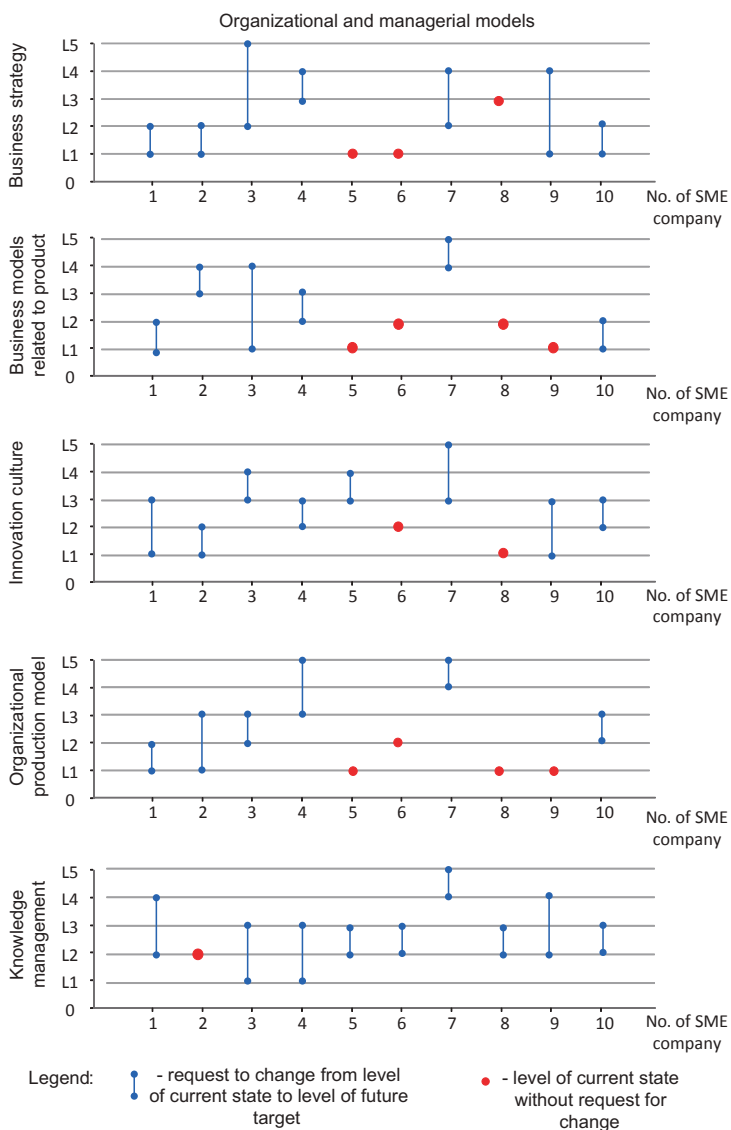 Organizational and managerial models
Business strategy
L5
L4
L3
L2
L1
0
1 2 3 4 5 6 7 8 9 10
No. of SME
company
Business models
related to product
L5
L4
L3
L2
L1
0
1 2 3 4 5 6 7 8 9 10
No. of SME
company
Innovation culture
L5
L4
L3
L2
L1
0
1 2 3 4 5 6 7 8 9 10
No. of SME
company
Organizational
production model
L5
L4
L3
L2
L1
0
1 2 3 4 5 6 7 8 9 10
No. of SME
company
Knowledge
management
L5
L4
L3
L2
L1
0
1 2 3 4 5 6 7 8 9 10
No. of SME
company
Legend:
- request to change from level
of current state to level of future
target
- level of current state
without request for
change